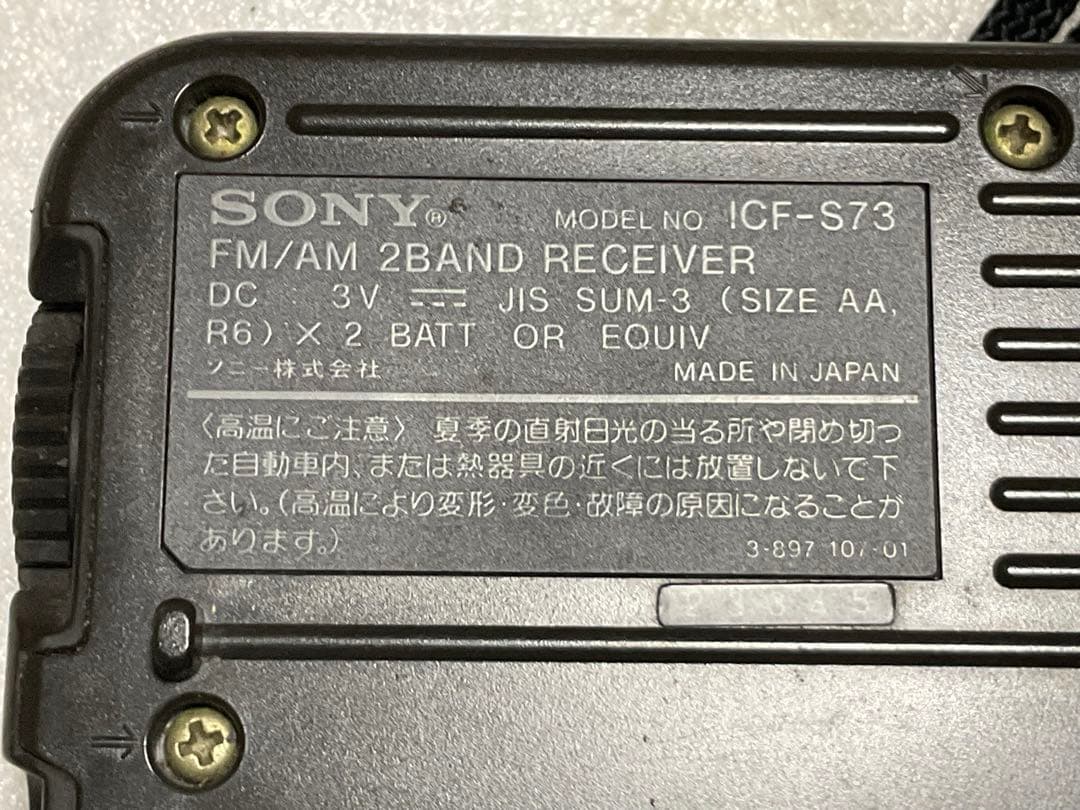 SONY® MODEL NO. ICF-S73
FM/AM 2BAND RECEIVER
DC 3V ⎓ JIS SUM-3 (SIZE AA,
R6) × 2 BATT OR EQUIV
ソニー株式会社 MADE IN JAPAN
〈高温にご注意〉 夏季の直射日光の当る所や閉め切っ
た自動車内、または熱器具の近くには放置しないで下
さい。(高温により変形・変色・故障の原因になることが
あります。)
3-897 107-01